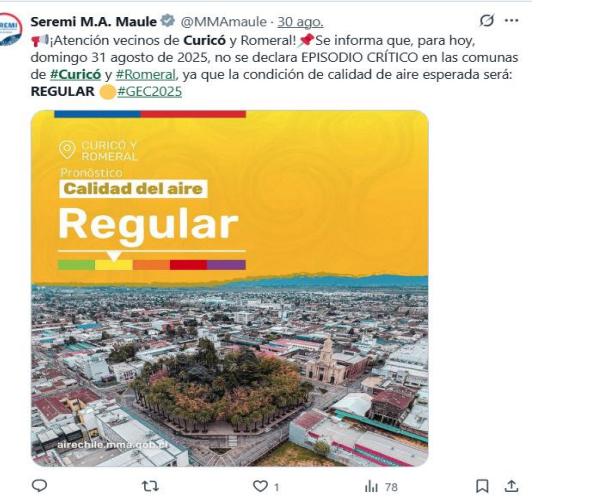 Seremi M.A. Maule @MMAmaule · 30 ago.
📢¡Atención vecinos de Curicó y Romeral! 📌Se informa que, para hoy,
domingo 31 agosto de 2025, no se declara EPISODIO CRÍTICO en las comunas
de #Curicó y #Romeral, ya que la condición de calidad de aire esperada será:
REGULAR 🟡#GEC2025
CURICÓ Y
ROMERAL
Pronóstico
Calidad del aire
Regular
airechile.mma.gob.cl
1
78